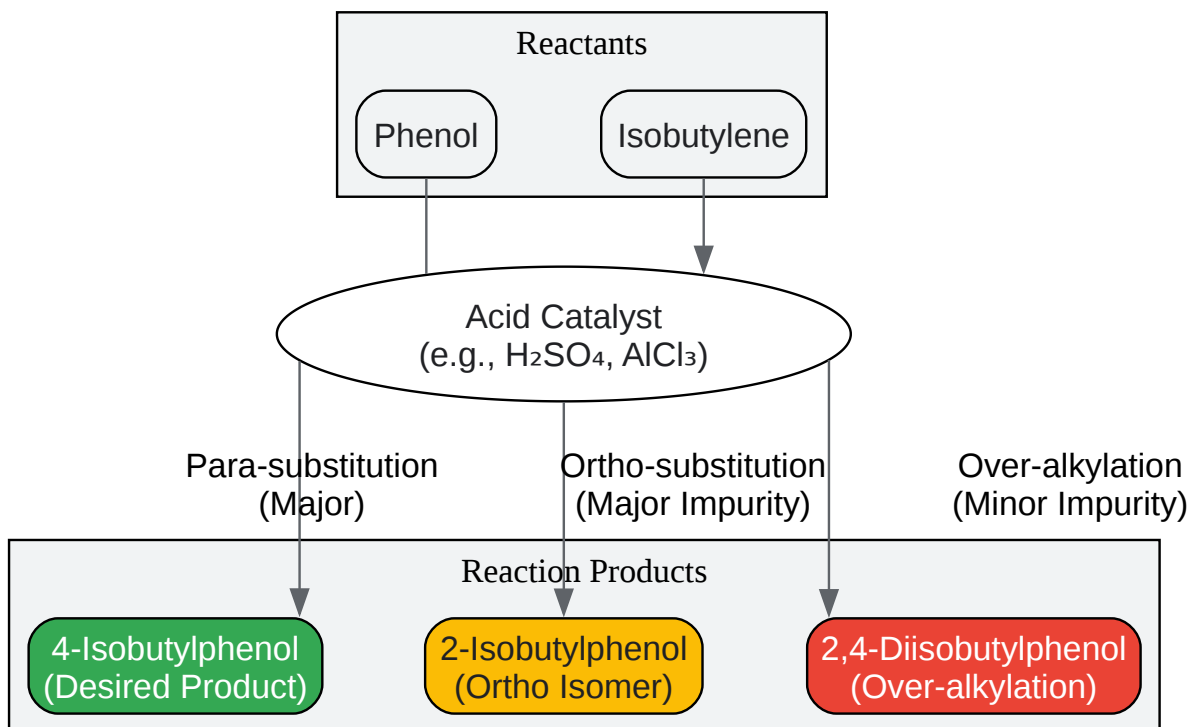 Reactants
Phenol
Isobutylene
Acid Catalyst
(e.g., H₂SO₄, AlCl₃)
Para-substitution
(Major)
Ortho-substitution
(Major Impurity)
Over-alkylation
(Minor Impurity)
Reaction Products
4-Isobutylphenol
(Desired Product)
2-Isobutylphenol
(Ortho Isomer)
2,4-Diisobutylphenol
(Over-alkylation)